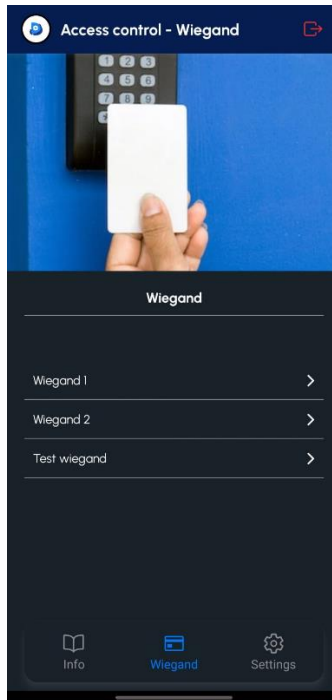 Access control - Wiegand
1 2 3
4 5 6
7 8 9
Wiegand
Wiegand 1
Wiegand 2
Test wiegand
Info
Wiegand
Settings